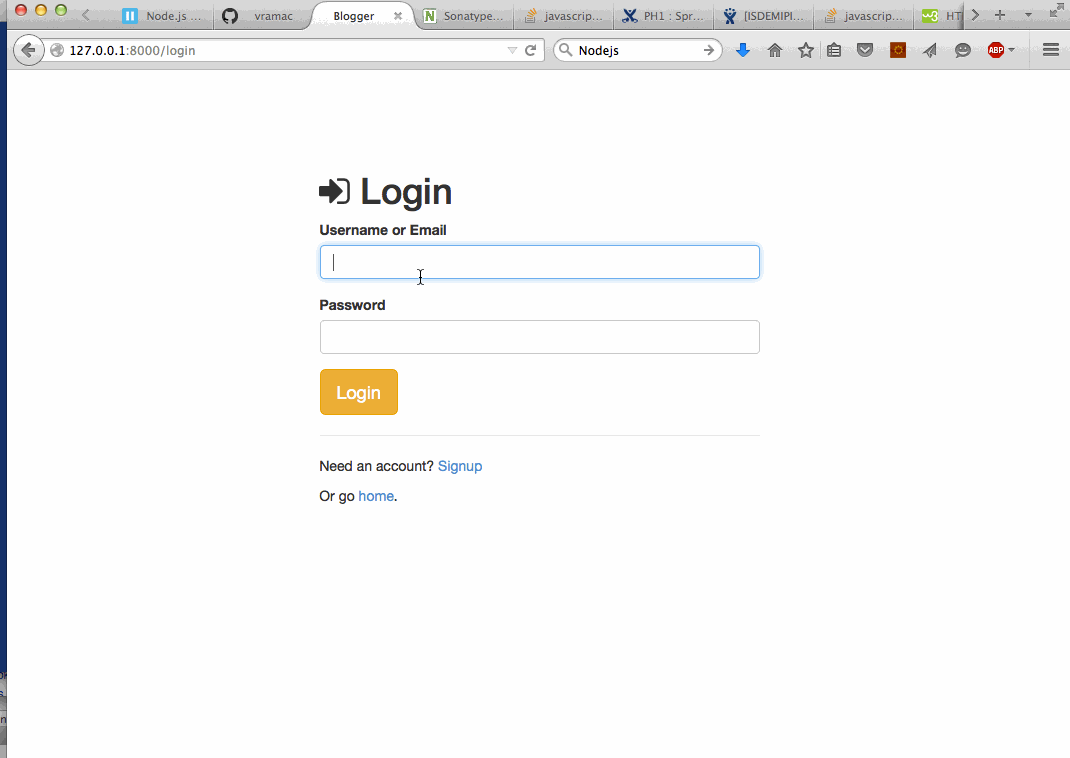 Node.js ...
vramac
Blogger
Sonatype...
javascrip...
PH1 : Spr...
[ISDEMIPI...
javascrip...
HT
127.0.0.1:8000/login
Nodejs
ABP
Login
Username or Email
Password
Login
Need an account? Signup
Or go home.